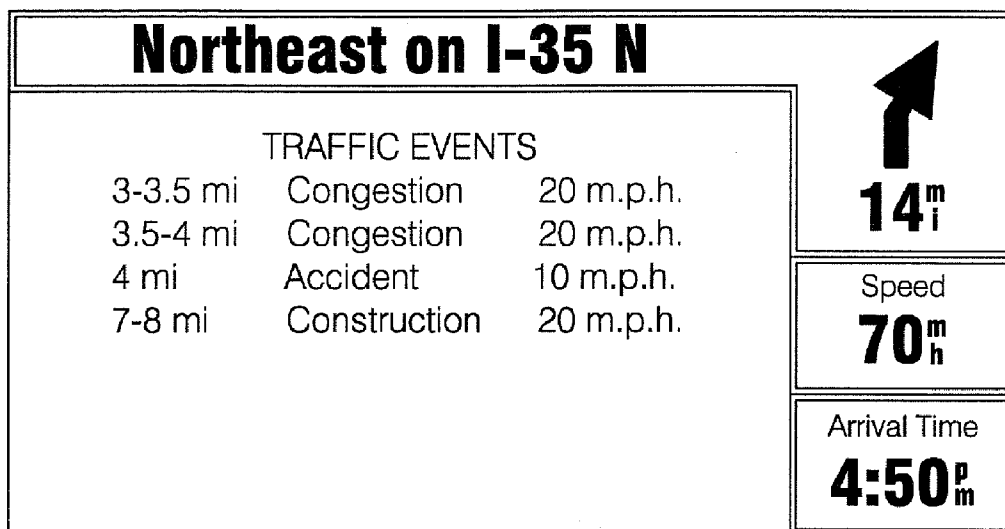 Northeast on I-35 N
TRAFFIC EVENTS
3-3.5 mi Congestion 20 m.p.h.
3.5-4 mi Congestion 20 m.p.h.
4 mi Accident 10 m.p.h.
7-8 mi Construction 20 m.p.h.
14 mi
Speed
70 mh
Arrival Time
4:50 pm